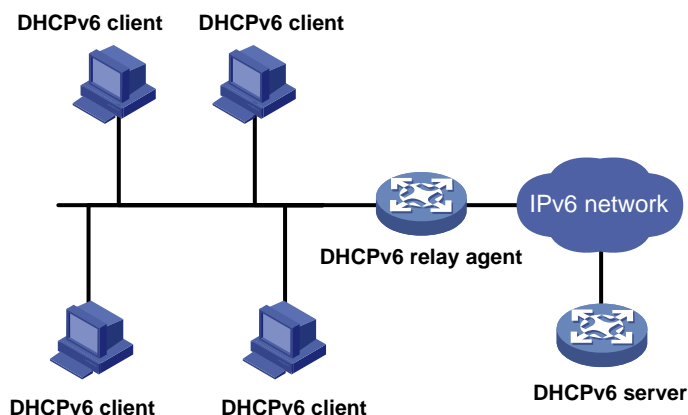 DHCPv6 client
DHCPv6 client
IPv6 network
DHCPv6 relay agent
DHCPv6 server
DHCPv6 client
DHCPv6 client